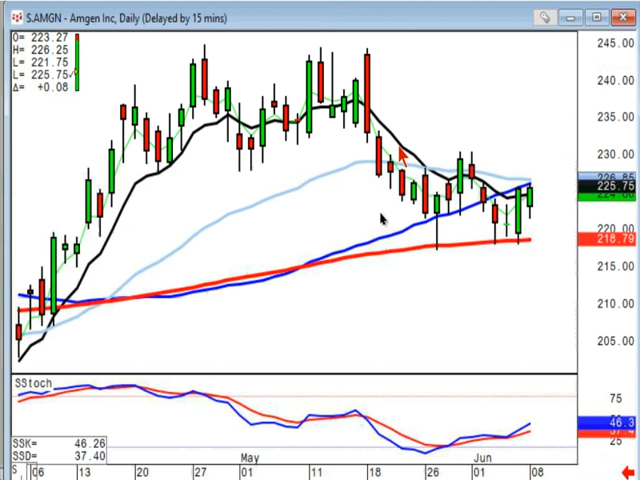 S.AMGN - Amgen Inc, Daily (Delayed by 15 mins)
O= 223.27
H= 226.25
L= 221.75
L= 225.75
Δ= +0.08
245.00
240.00
235.00
230.00
226.85
225.75
220.00
218.79
215.00
210.00
205.00
SStoch
75
46.3
25
SSK= 46.26
SSD= 37.40
S
06 13 20 27 May 01 11 18 26 Jun 01 08